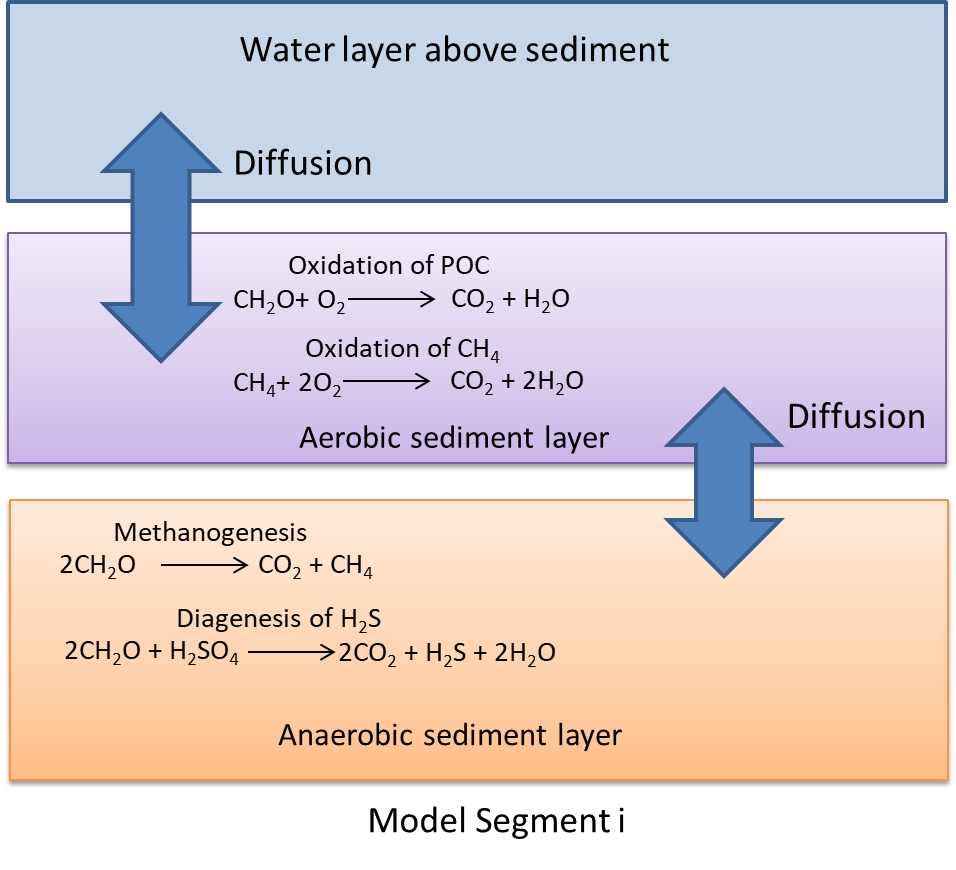 Water layer above sediment
Diffusion
Oxidation of POC
CH₂O+ O₂ ⟶ CO₂ + H₂O
Oxidation of CH₄
CH₄+ 2O₂ ⟶ CO₂ + 2H₂O
Diffusion
Aerobic sediment layer
Methanogenesis
2CH₂O ⟶ CO₂ + CH₄
Diagenesis of H₂S
2CH₂O + H₂SO₄ ⟶ 2CO₂ + H₂S + 2H₂O
Anaerobic sediment layer
Model Segment i